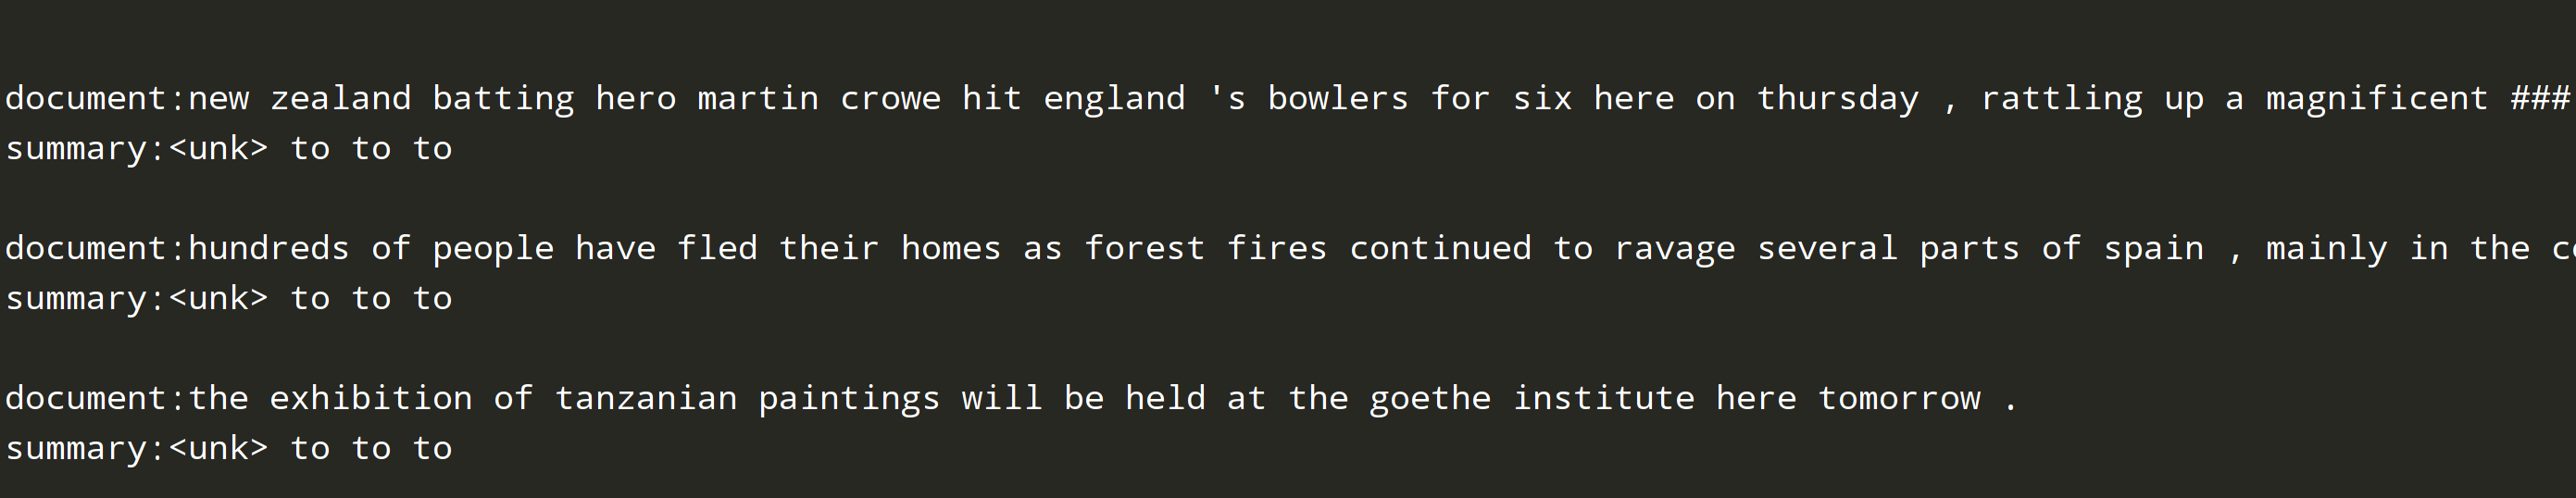 document:new zealand batting hero martin crowe hit england 's bowlers for six here on thursday , rattling up a magnificent ###
summary:<unk> to to to
document:hundreds of people have fled their homes as forest fires continued to ravage several parts of spain , mainly in the
summary:<unk> to to to
document:the exhibition of tanzanian paintings will be held at the goethe institute here tomorrow .
summary:<unk> to to to